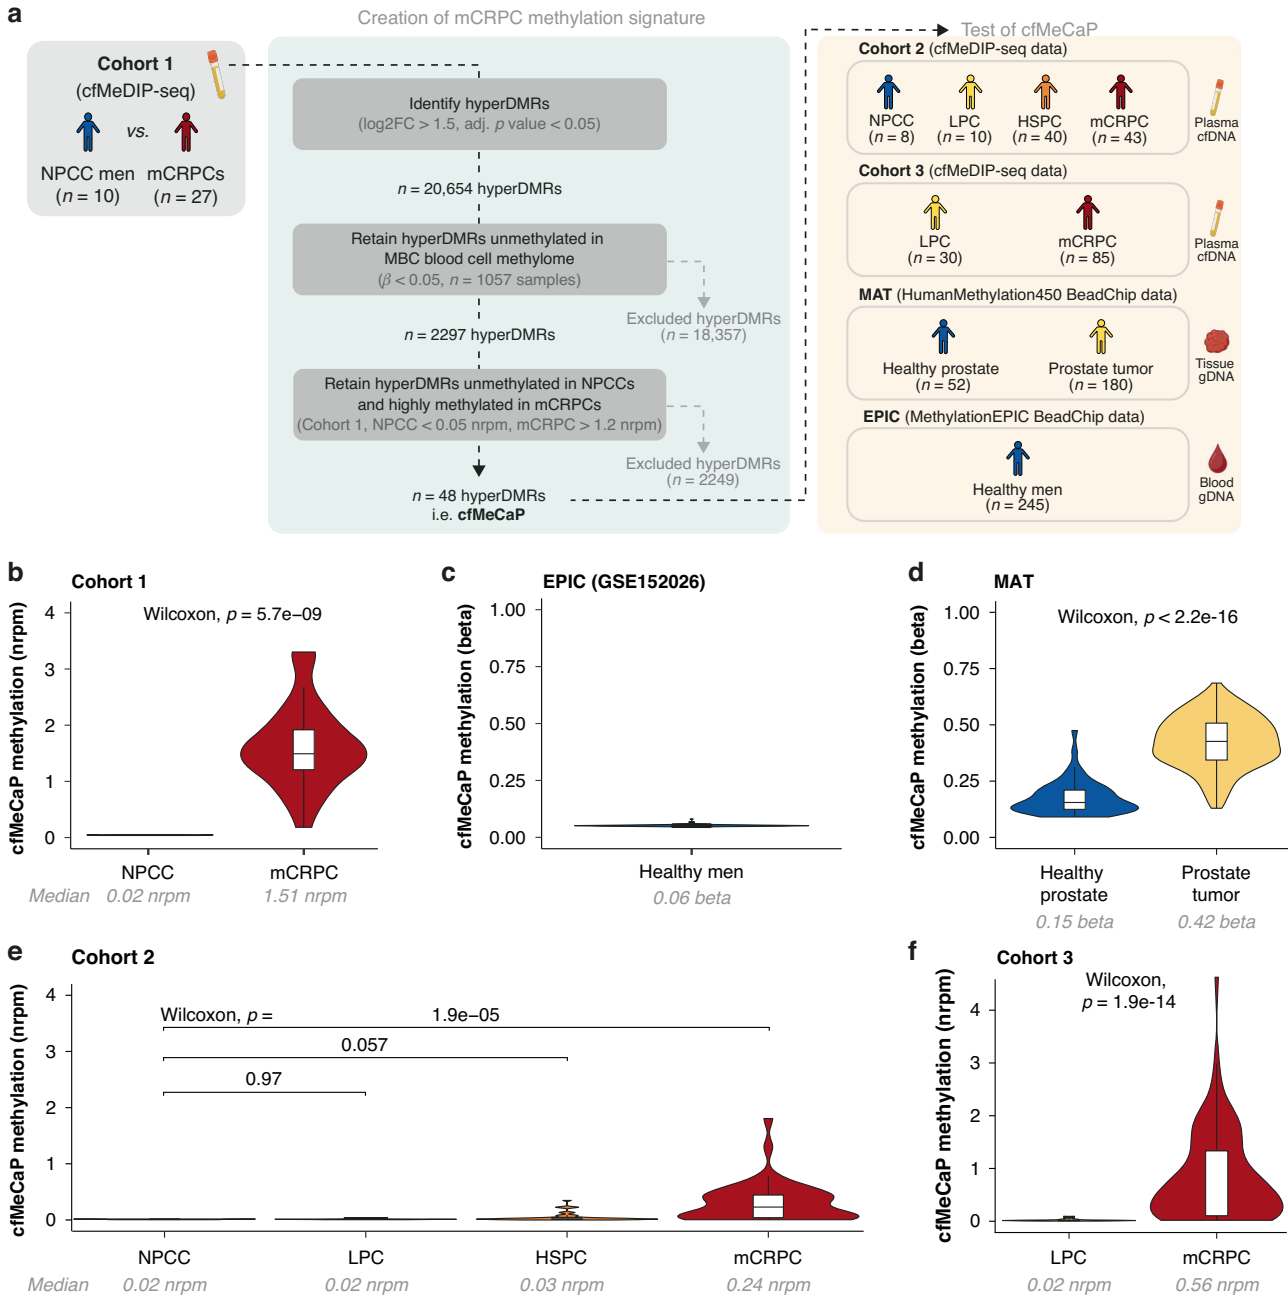 a
Creation of mCRPC methylation signature
Test of cfMeCaP
Cohort 1
(cfMeDIP-seq)
vs.
NPCC men
(n = 10)
mCRPCs
(n = 27)
Identify hyperDMRs
(log2FC > 1.5, adj. p value < 0.05)
n = 20,654 hyperDMRs
Retain hyperDMRs unmethylated in
MBC blood cell methylome
(β < 0.05, n = 1057 samples)
Excluded hyperDMRs
(n = 18,357)
n = 2297 hyperDMRs
Retain hyperDMRs unmethylated in NPCCs
and highly methylated in mCRPCs
(Cohort 1, NPCC < 0.05 nrpm, mCRPC > 1.2 nrpm)
Excluded hyperDMRs
(n = 2249)
n = 48 hyperDMRs
i.e. cfMeCaP
Cohort 2 (cfMeDIP-seq data)
NPCC
(n = 8)
LPC
(n = 10)
HSPC
(n = 40)
mCRPC
(n = 43)
Plasma
cfDNA
Cohort 3 (cfMeDIP-seq data)
LPC
(n = 30)
mCRPC
(n = 85)
Plasma
cfDNA
MAT (HumanMethylation450 BeadChip data)
Healthy prostate
(n = 52)
Prostate tumor
(n = 180)
Tissue
gDNA
EPIC (MethylationEPIC BeadChip data)
Healthy men
(n = 245)
Blood
gDNA
b
Cohort 1
Wilcoxon, p = 5.7e−09
cfMeCaP methylation (nrpm)
4
3
2
1
0
NPCC
mCRPC
Median
0.02 nrpm
1.51 nrpm
c
EPIC (GSE152026)
cfMeCaP methylation (beta)
1.00
0.75
0.50
0.25
0.00
Healthy men
0.06 beta
d
MAT
Wilcoxon, p < 2.2e-16
cfMeCaP methylation (beta)
1.00
0.75
0.50
0.25
0.00
Healthy
prostate
0.15 beta
Prostate
tumor
0.42 beta
e
Cohort 2
cfMeCaP methylation (nrpm)
4
3
2
1
0
Wilcoxon, p =
1.9e−05
0.057
0.97
NPCC
LPC
HSPC
mCRPC
Median
0.02 nrpm
0.02 nrpm
0.03 nrpm
0.24 nrpm
f
Cohort 3
Wilcoxon,
p = 1.9e-14
cfMeCaP methylation (nrpm)
4
3
2
1
0
LPC
mCRPC
0.02 nrpm
0.56 nrpm